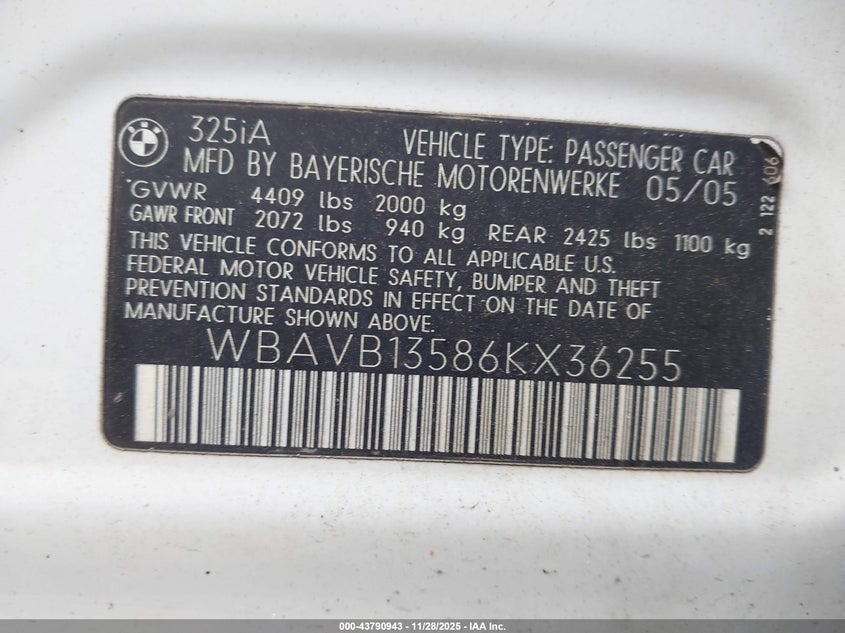 325iA VEHICLE TYPE: PASSENGER CAR
MFD BY BAYERISCHE MOTORENWERKE 05/05
GVWR 4409 lbs 2000 kg
GAWR FRONT 2072 lbs 940 kg REAR 2425 lbs 1100 kg
THIS VEHICLE CONFORMS TO ALL APPLICABLE U.S.
FEDERAL MOTOR VEHICLE SAFETY, BUMPER AND THEFT
PREVENTION STANDARDS IN EFFECT ON THE DATE OF
MANUFACTURE SHOWN ABOVE.
WBAVB13586KX36255
2 122 606
BMW
000-43790943 - 11/28/2025 - IAA Inc.